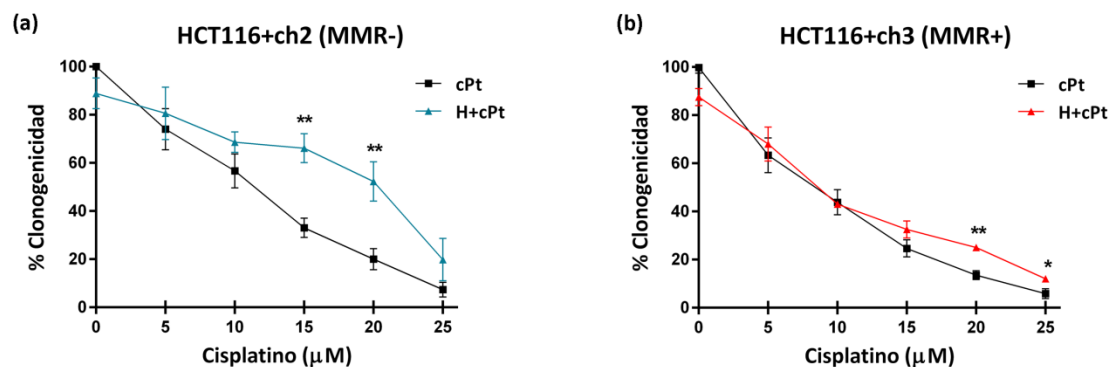 (a)
HCT116+ch2 (MMR-)
% Clonogenicidad
100
80
60
40
20
0
0 5 10 15 20 25
Cisplatino (μM)
cPt
H+cPt
**
**
(b)
HCT116+ch3 (MMR+)
% Clonogenicidad
100
80
60
40
20
0
0 5 10 15 20 25
Cisplatino (μM)
cPt
H+cPt
**
*